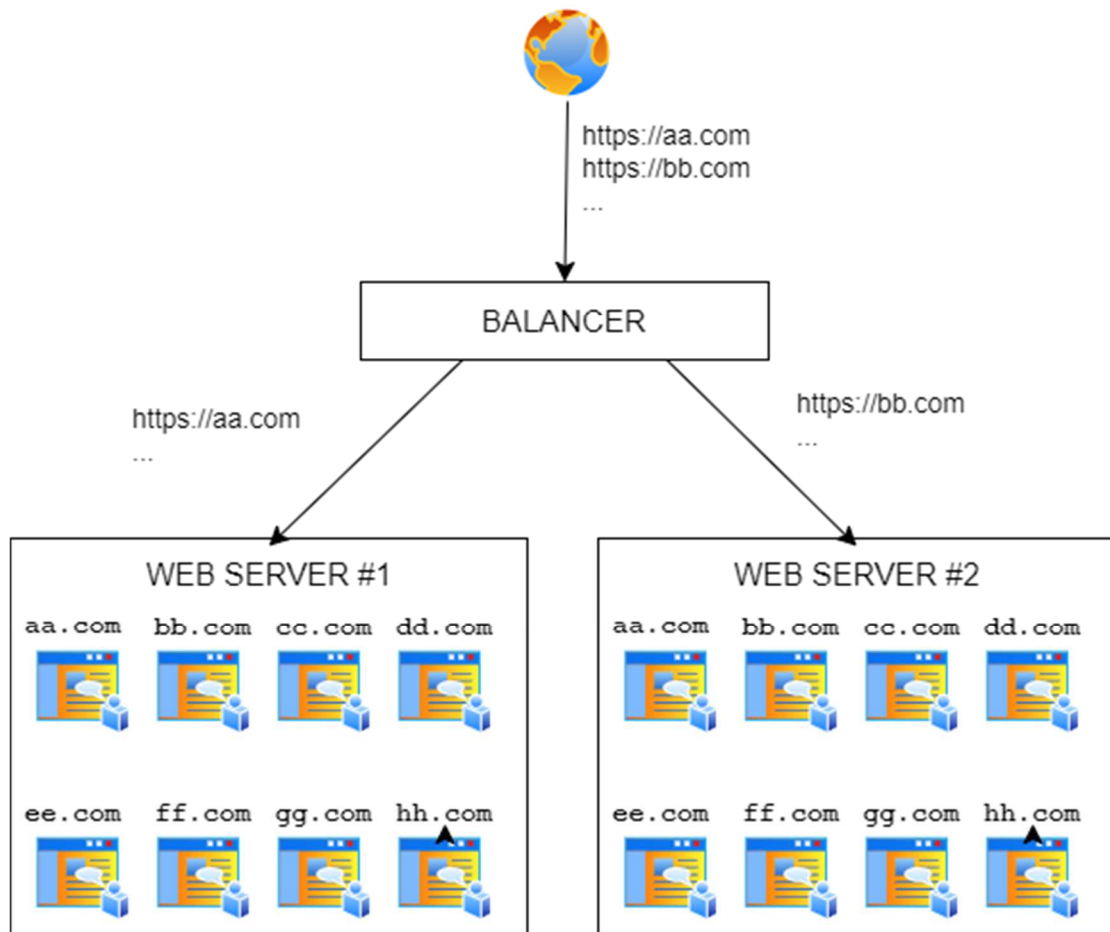 https://aa.com
https://bb.com
...
BALANCER
https://aa.com
...
https://bb.com
...
WEB SERVER #1
aa.com bb.com cc.com dd.com
ee.com ff.com gg.com hh.com
WEB SERVER #2
aa.com bb.com cc.com dd.com
ee.com ff.com gg.com hh.com